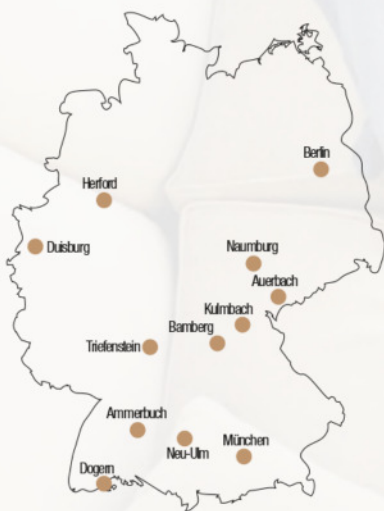 Berlin
Herford
Duisburg
Naumburg
Auerbach
Kulmbach
Bamberg
Triefenstein
Ammerbuch
Neu-Ulm
München
Dogern